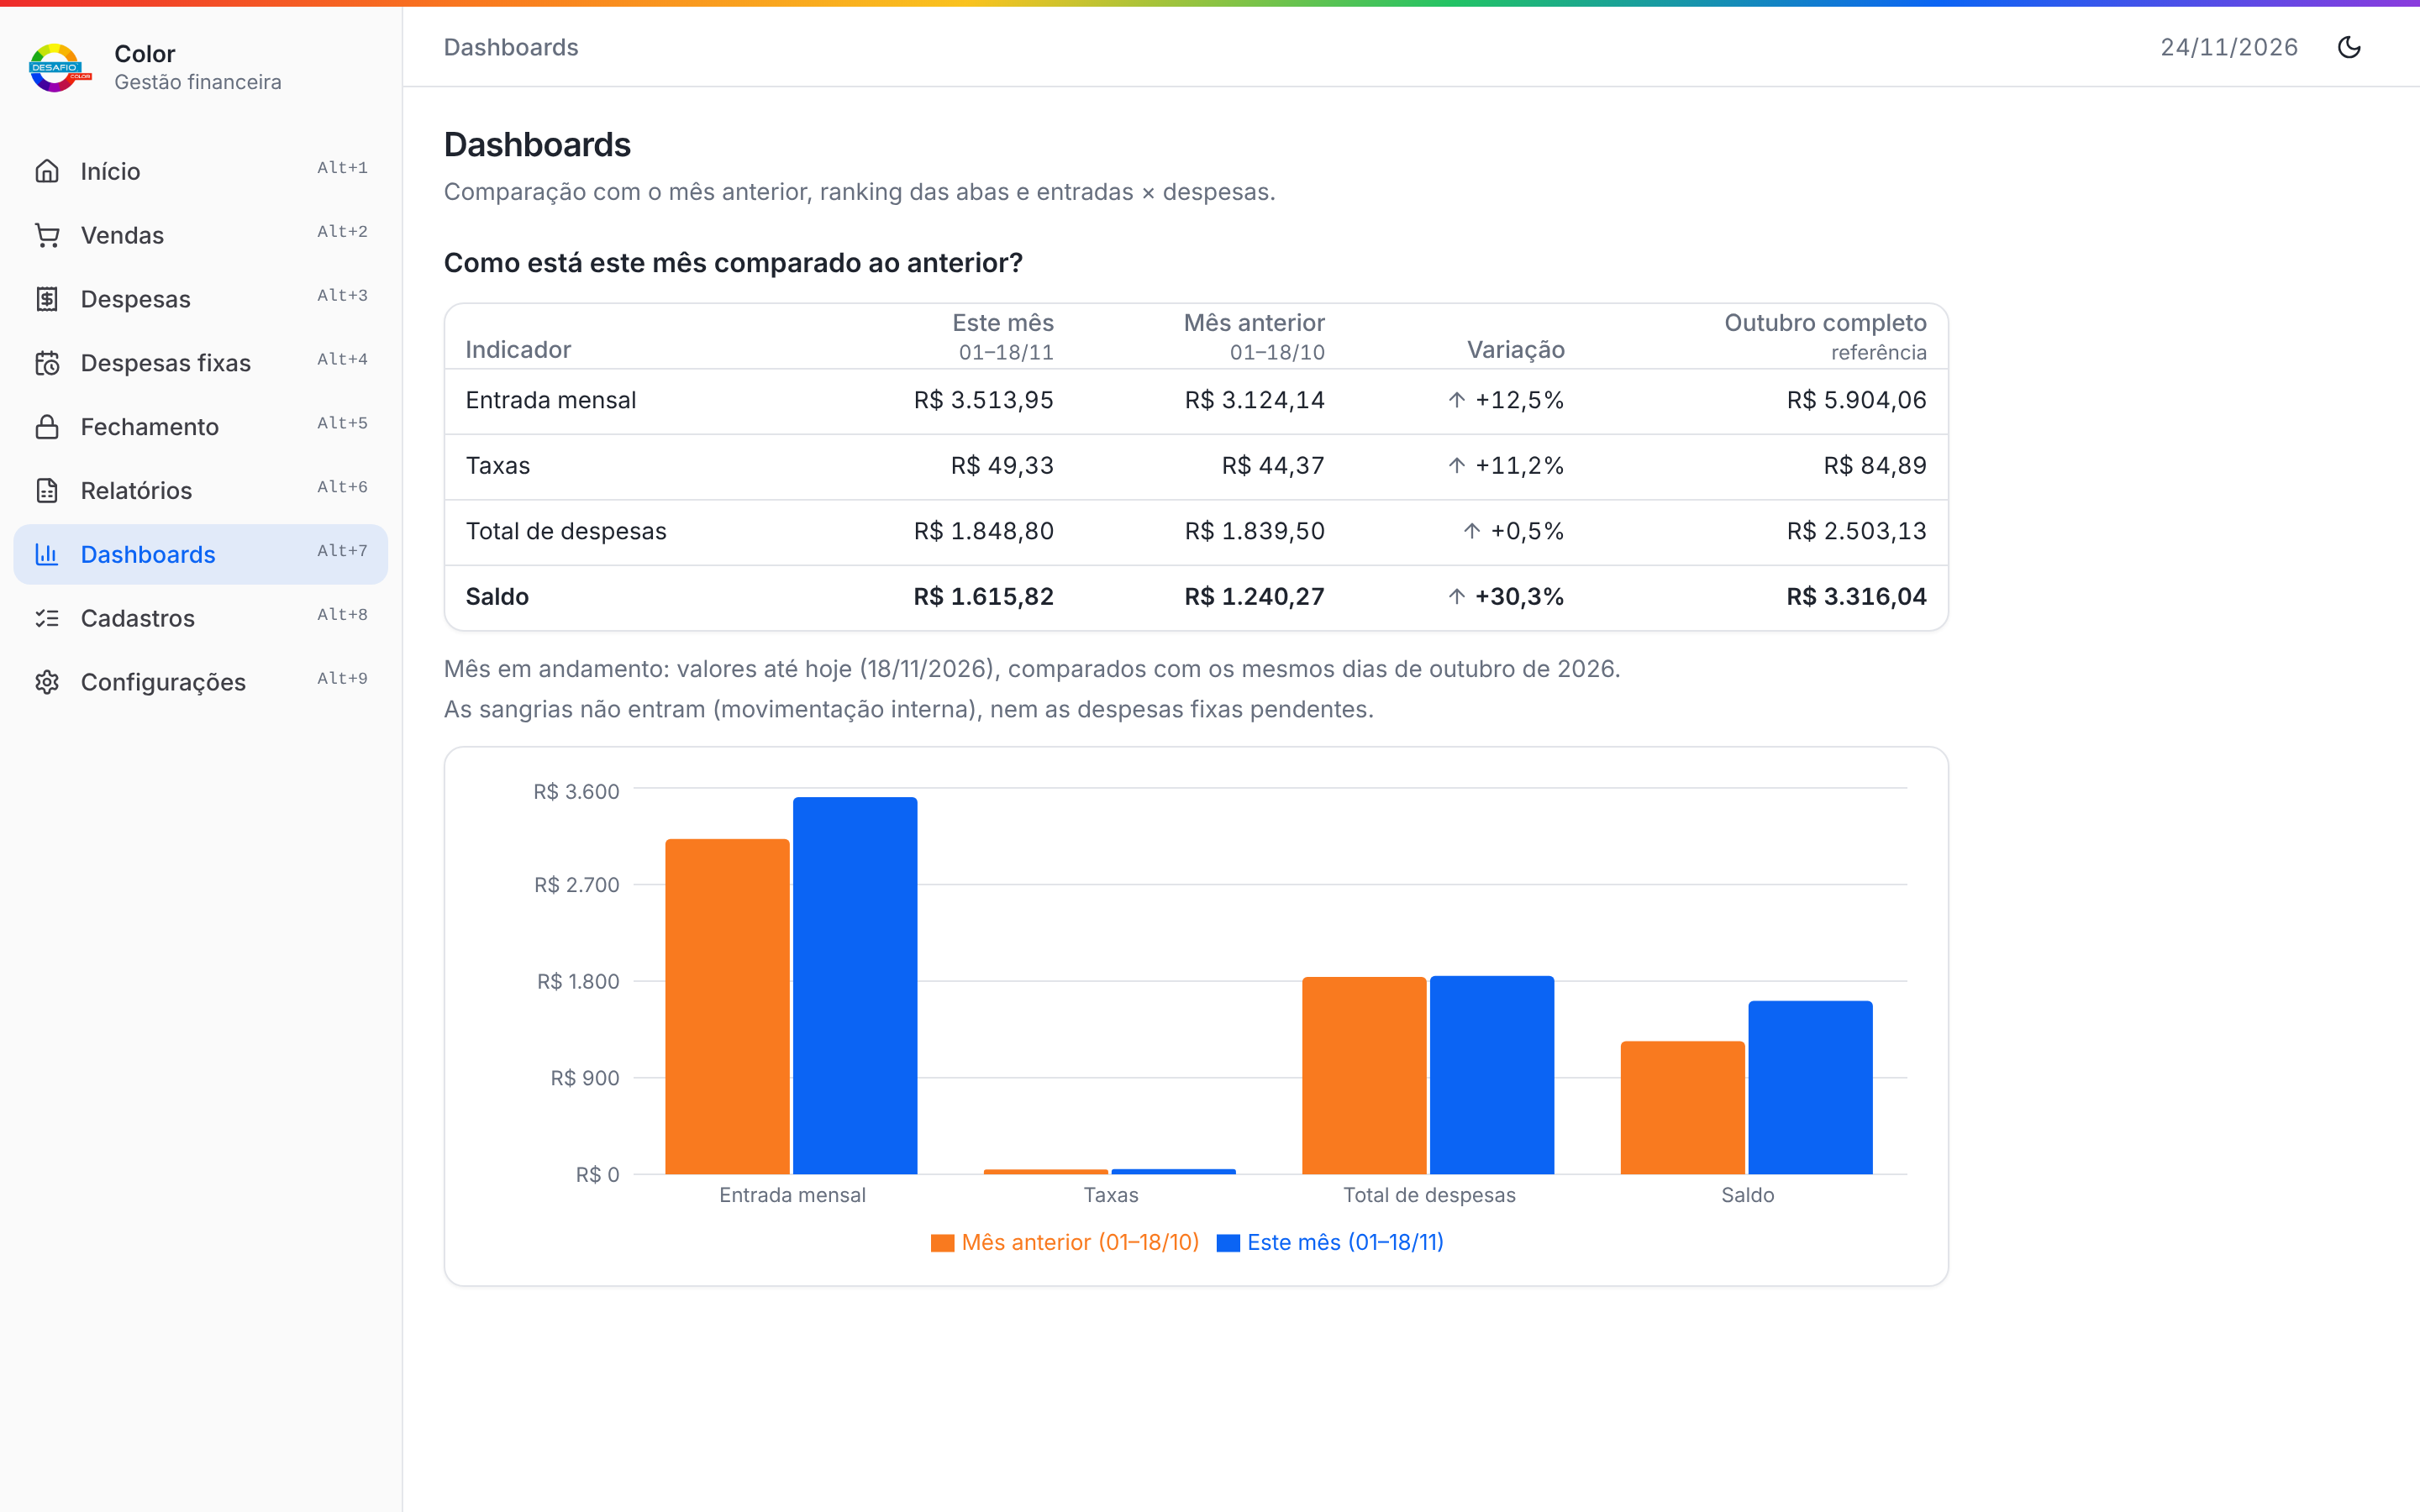 DESAFIO
COLOR
Color
Gestão financeira
Início Alt+1
Vendas Alt+2
Despesas Alt+3
Despesas fixas Alt+4
Fechamento Alt+5
Relatórios Alt+6
Dashboards Alt+7
Cadastros Alt+8
Configurações Alt+9
Dashboards 24/11/2026
Dashboards
Comparação com o mês anterior, ranking das abas e entradas × despesas.
Como está este mês comparado ao anterior?
Indicador Este mês 01–18/11 Mês anterior 01–18/10 Variação Outubro completo referência
Entrada mensal R$ 3.513,95 R$ 3.124,14 ↑ +12,5% R$ 5.904,06
Taxas R$ 49,33 R$ 44,37 ↑ +11,2% R$ 84,89
Total de despesas R$ 1.848,80 R$ 1.839,50 ↑ +0,5% R$ 2.503,13
Saldo R$ 1.615,82 R$ 1.240,27 ↑ +30,3% R$ 3.316,04
Mês em andamento: valores até hoje (18/11/2026), comparados com os mesmos dias de outubro de 2026.
As sangrias não entram (movimentação interna), nem as despesas fixas pendentes.
R$ 3.600
R$ 2.700
R$ 1.800
R$ 900
R$ 0
Entrada mensal Taxas Total de despesas Saldo
Mês anterior (01–18/10) Este mês (01–18/11)